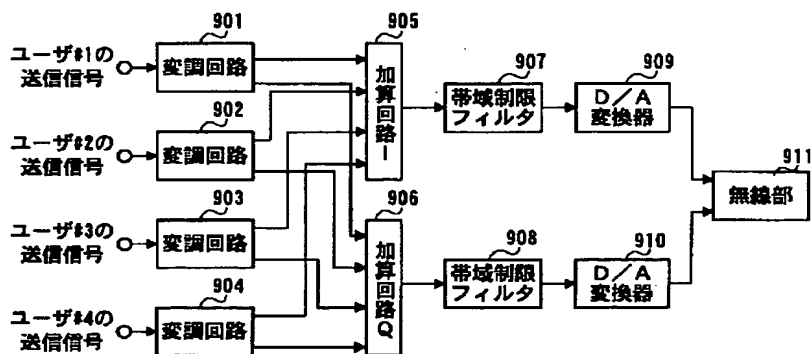 901
905
ユーザ#1の
送信信号
変調回路
加算回路I
907
909
帯域制限
フィルタ
D/A
変換器
902
ユーザ#2の
送信信号
変調回路
911
無線部
903
906
ユーザ#3の
送信信号
変調回路
加算回路Q
908
910
帯域制限
フィルタ
D/A
変換器
904
ユーザ#4の
送信信号
変調回路